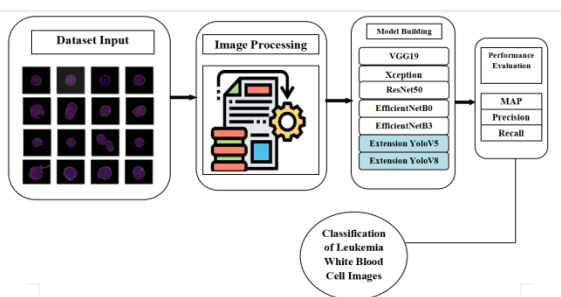 Dataset Input
Image Processing
Model Building
VGG19
Xception
ResNet50
EfficientNetB0
EfficientNetB3
Extension YoloV5
Extension YoloV8
Performance
Evaluation
MAP
Precision
Recall
Classification
of Leukemia
White Blood
Cell Images